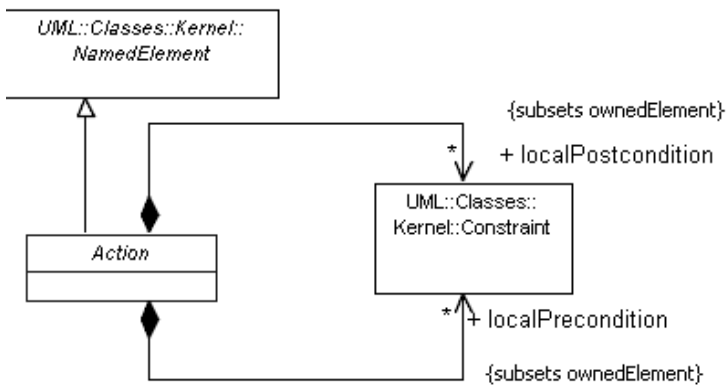 UML::Classes::Kernel::
NamedElement
{subsets ownedElement}
* + localPostcondition
UML::Classes::
Kernel::Constraint
Action
* + localPrecondition
{subsets ownedElement}